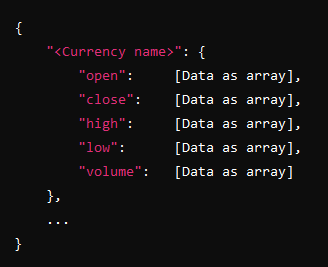 {
    "<Currency name>": {
        "open":     [Data as array],
        "close":    [Data as array],
        "high":     [Data as array],
        "low":      [Data as array],
        "volume":   [Data as array]
    },
    ...
}